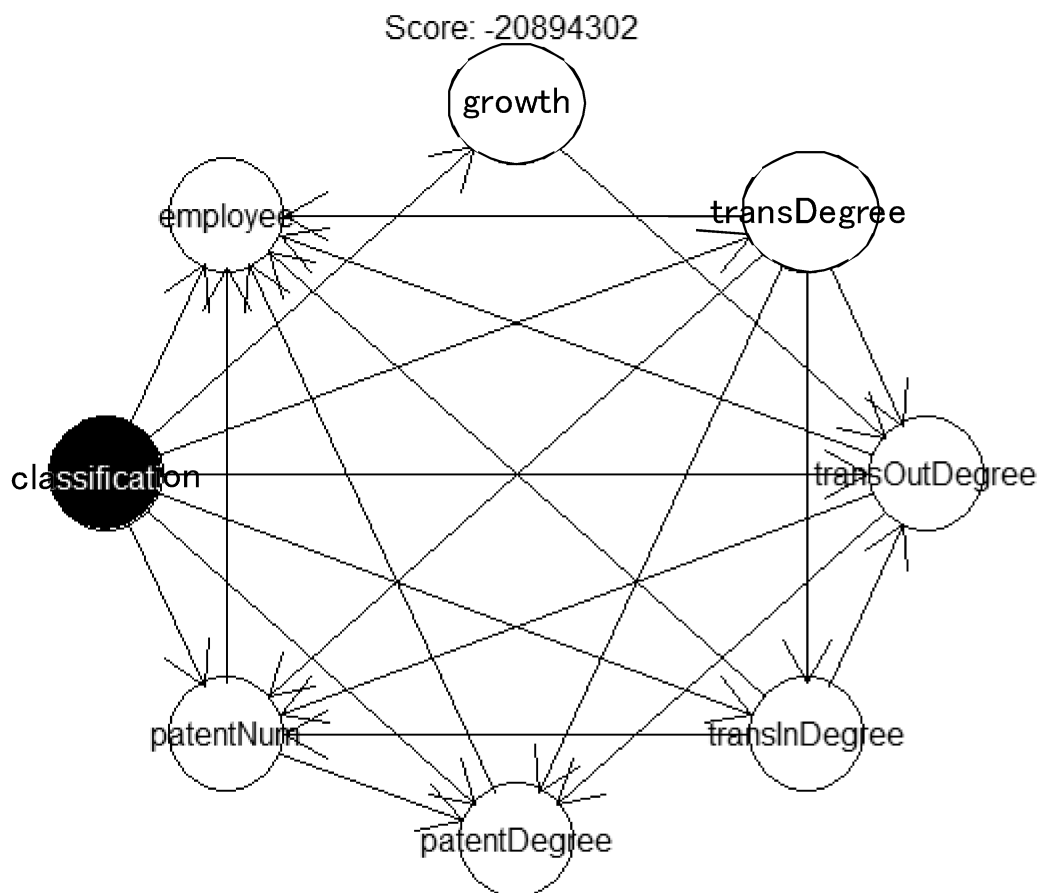 Score: -20894302
growth
employee
transDegree
classification
transOutDegree
patentNum
transInDegree
patentDegree